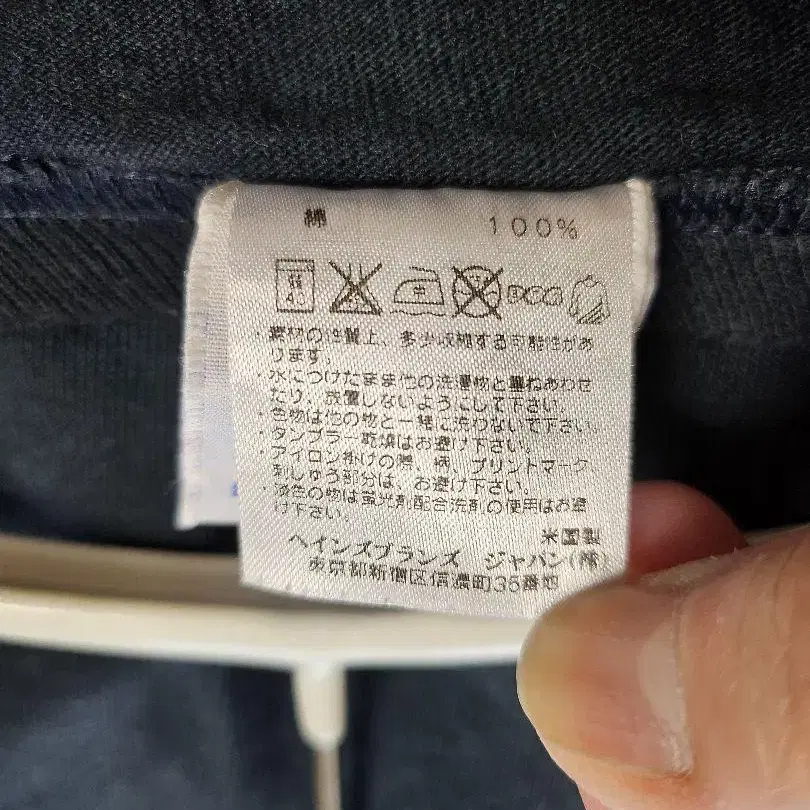 綿 100%
40
中
・素材の性質上、多少収縮する可能性があ
ります。
・水につけたまま他の洗濯物と重ねあわせ
たり、放置しないようにして下さい。
・色物は他の物と一緒に洗わないで下さい。
・タンブラー乾燥はお避け下さい。
・アイロン掛けの際、柄、プリントマーク
刺しゅう部分は、お避け下さい。
・淡色の物は蛍光剤配合洗剤の使用はお避
け下さい。
米国製
ヘインズブランズ ジャパン(株)
東京都新宿区信濃町35番地